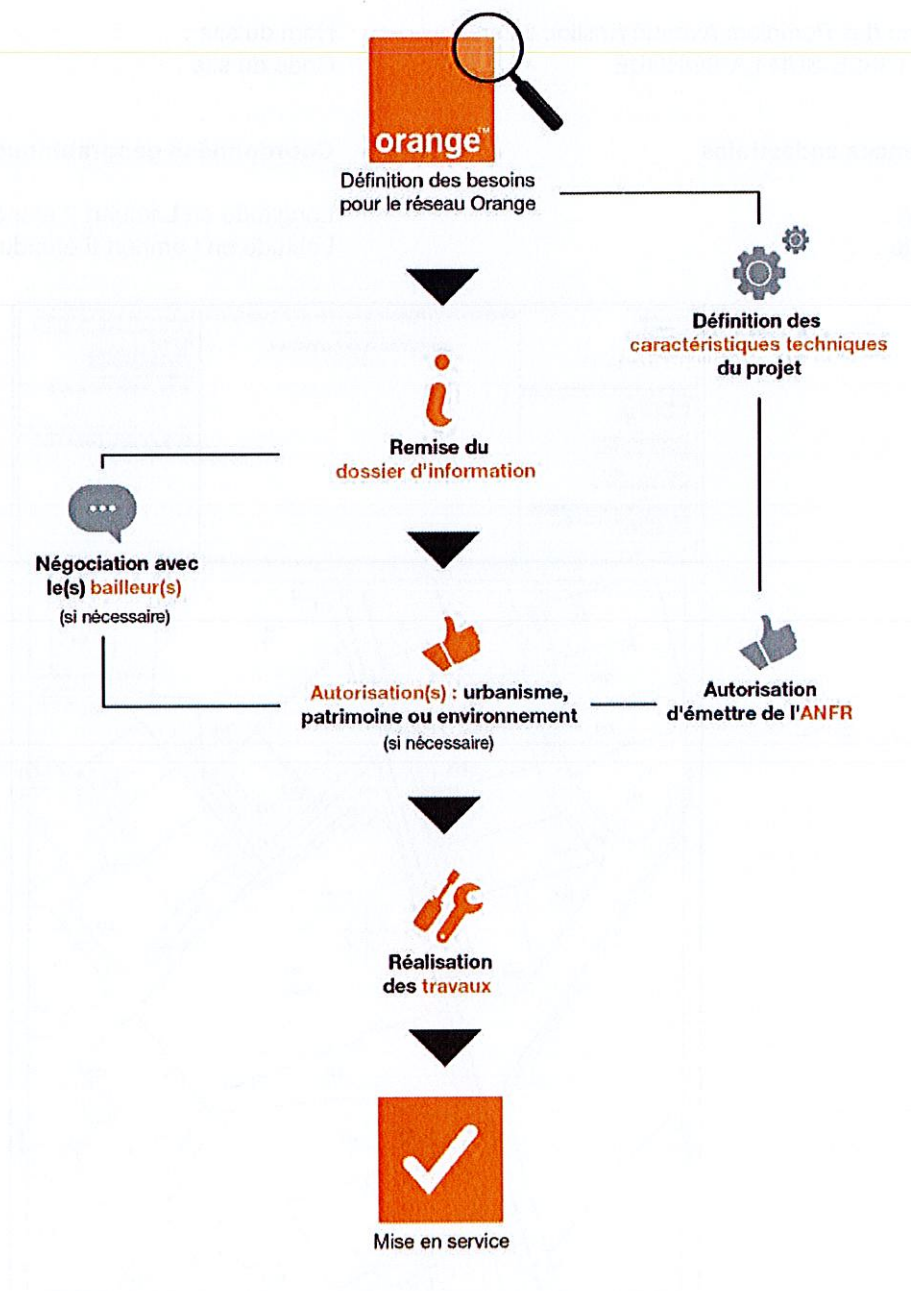 orange™
Définition des besoins
pour le réseau Orange
Définition des
caractéristiques techniques
du projet
Remise du
dossier d'information
Négociation avec
le(s) bailleur(s)
(si nécessaire)
Autorisation(s) : urbanisme,
patrimoine ou environnement
(si nécessaire)
Autorisation
d'émettre de l'ANFR
Réalisation
des travaux
Mise en service